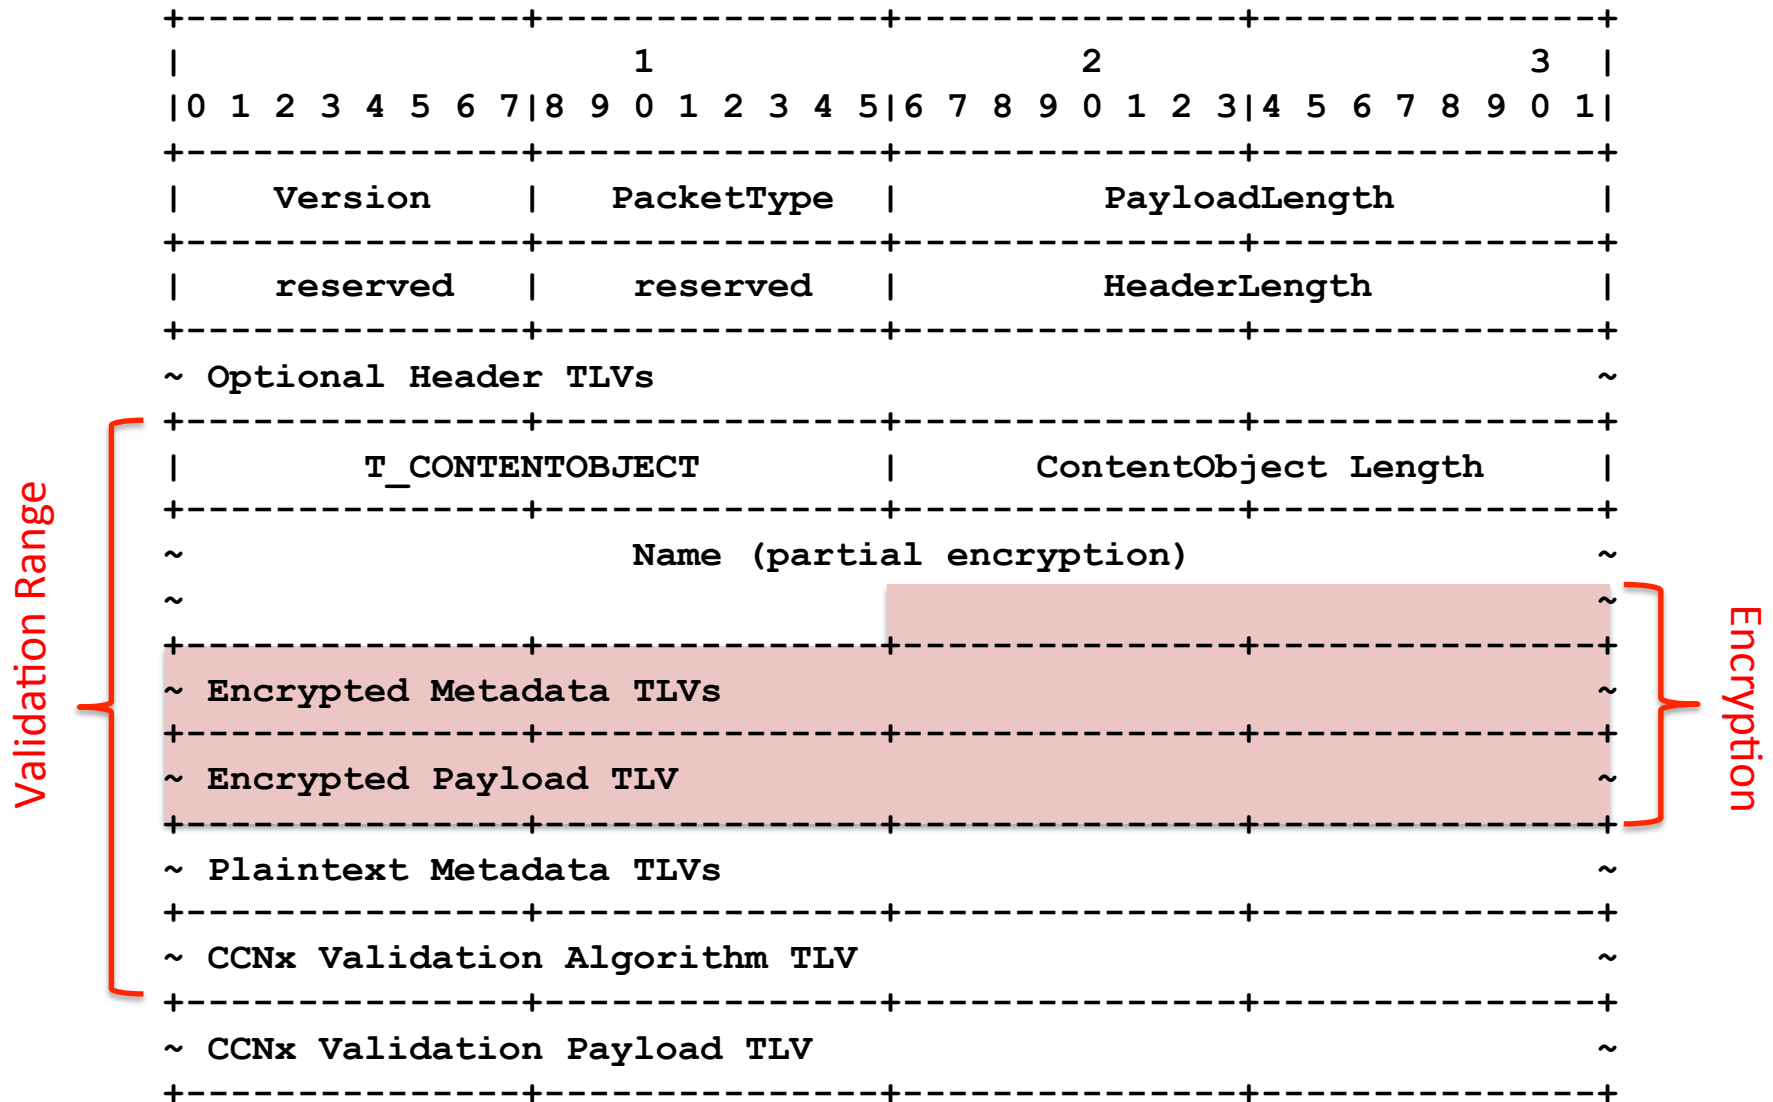 +---------------+---------------+---------------+---------------+
|                    1                   2                   3  |
|0 1 2 3 4 5 6 7|8 9 0 1 2 3 4 5|6 7 8 9 0 1 2 3|4 5 6 7 8 9 0 1|
+---------------+---------------+---------------+---------------+
|    Version    |   PacketType  |         PayloadLength         |
+---------------+---------------+---------------+---------------+
|    reserved   |    reserved   |         HeaderLength          |
+---------------+---------------+---------------+---------------+
~ Optional Header TLVs                                          ~
+---------------+---------------+---------------+---------------+
|        T_CONTENTOBJECT        |      ContentObject Length     |
+---------------+---------------+---------------+---------------+
~                    Name (partial encryption)                  ~
~                                                               ~
+---------------+---------------+---------------+---------------+
~ Encrypted Metadata TLVs                                       ~
+---------------+---------------+---------------+---------------+
~ Encrypted Payload TLV                                         ~
+---------------+---------------+---------------+---------------+
~ Plaintext Metadata TLVs                                       ~
+---------------+---------------+---------------+---------------+
~ CCNx Validation Algorithm TLV                                 ~
+---------------+---------------+---------------+---------------+
~ CCNx Validation Payload TLV                                   ~
+---------------+---------------+---------------+---------------+
Validation Range
Encryption